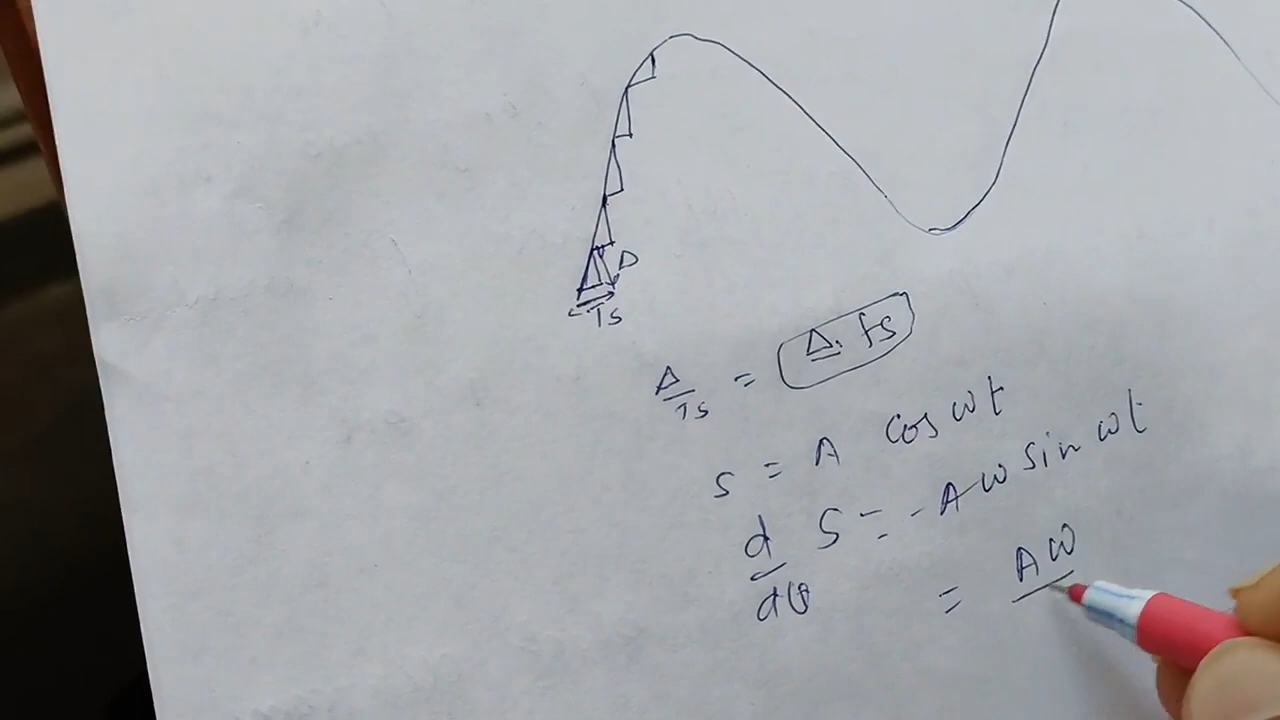 Δ
Ts
Δ/Ts = Δ. fs
S = A cos ωt
d/dt S = - Aω sin ωt
= Aω